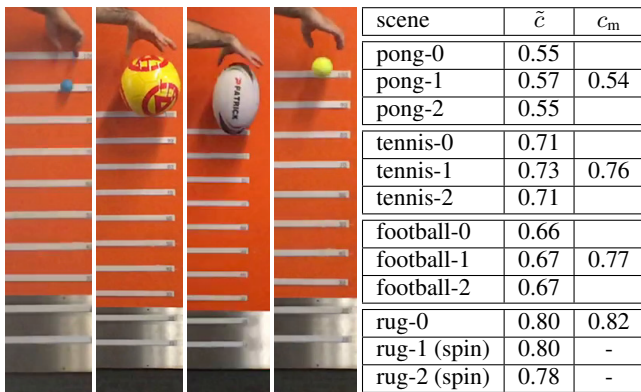 PATRICK
scene c̃ c_m
pong-0 0.55
pong-1 0.57 0.54
pong-2 0.55
tennis-0 0.71
tennis-1 0.73 0.76
tennis-2 0.71
football-0 0.66
football-1 0.67 0.77
football-2 0.67
rug-0 0.80 0.82
rug-1 (spin) 0.80 -
rug-2 (spin) 0.78 -